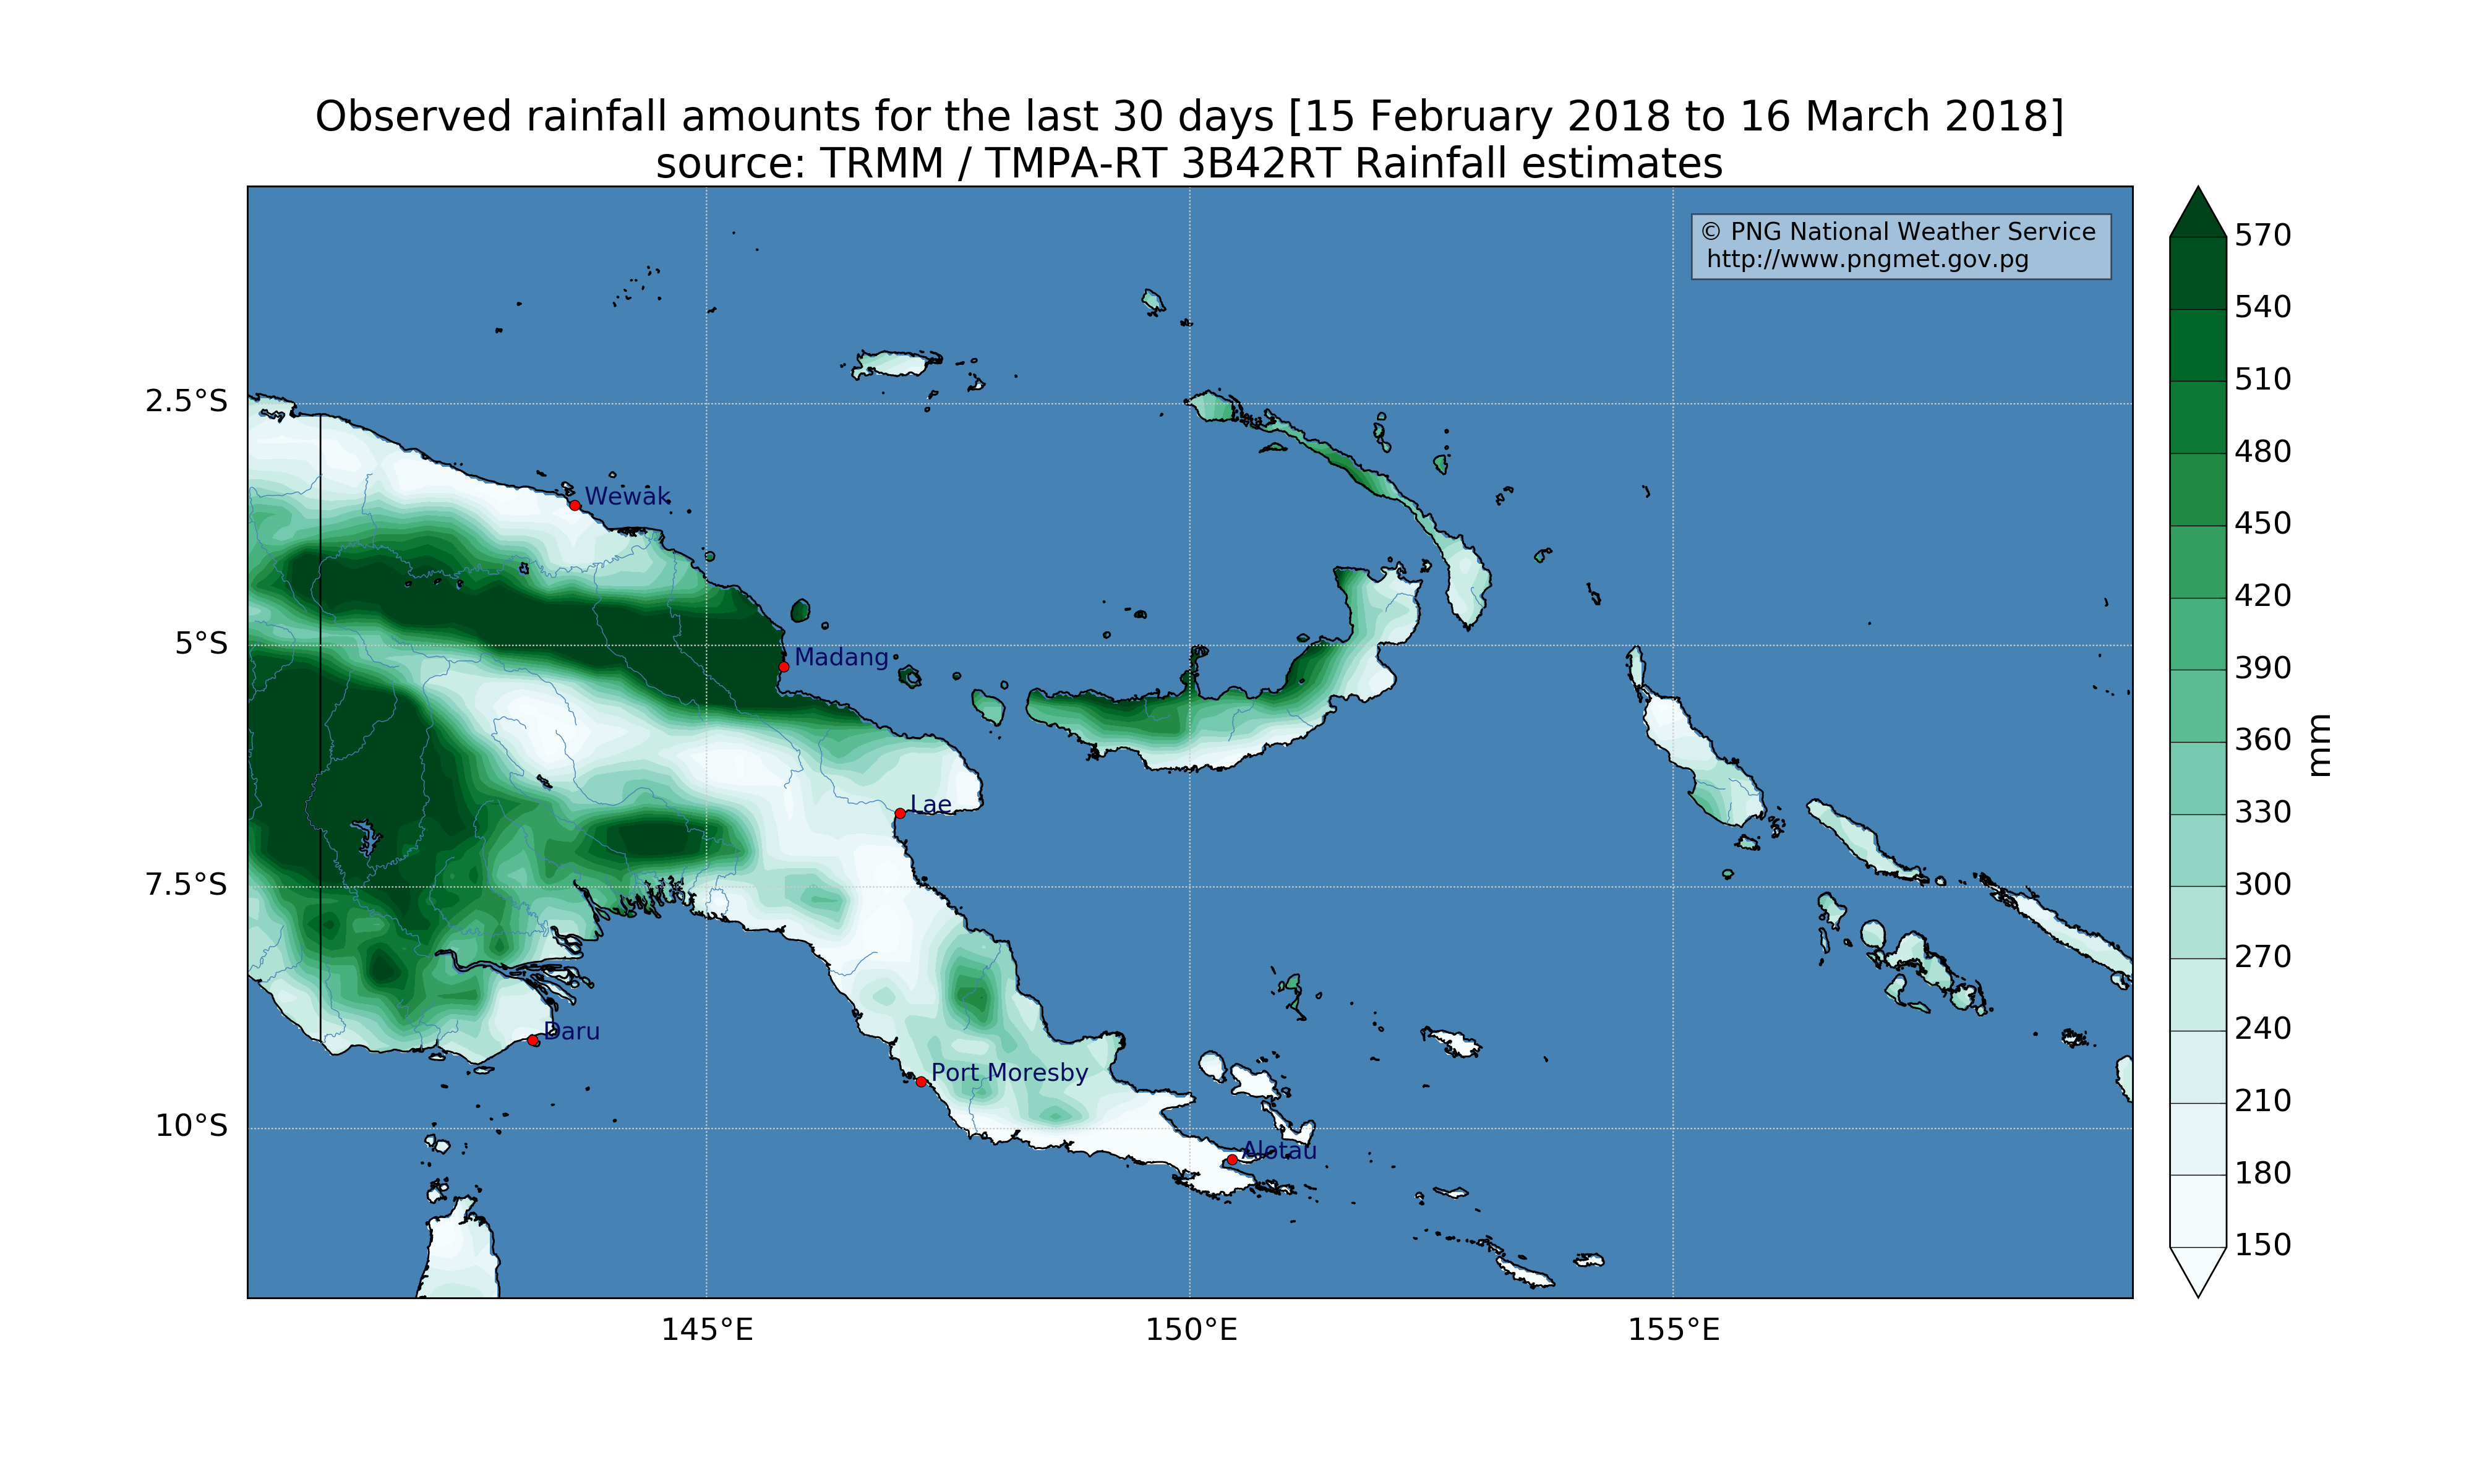 Observed rainfall amounts for the last 30 days [15 February 2018 to 16 March 2018]
source: TRMM / TMPA-RT 3B42RT Rainfall estimates
© PNG National Weather Service
http://www.pngmet.gov.pg
570
540
510
480
450
420
390
360
330
300
270
240
210
180
150
mm
2.5°S
5°S
7.5°S
10°S
Wewak
Madang
Lae
Daru
Port Moresby
Alotau
145°E
150°E
155°E